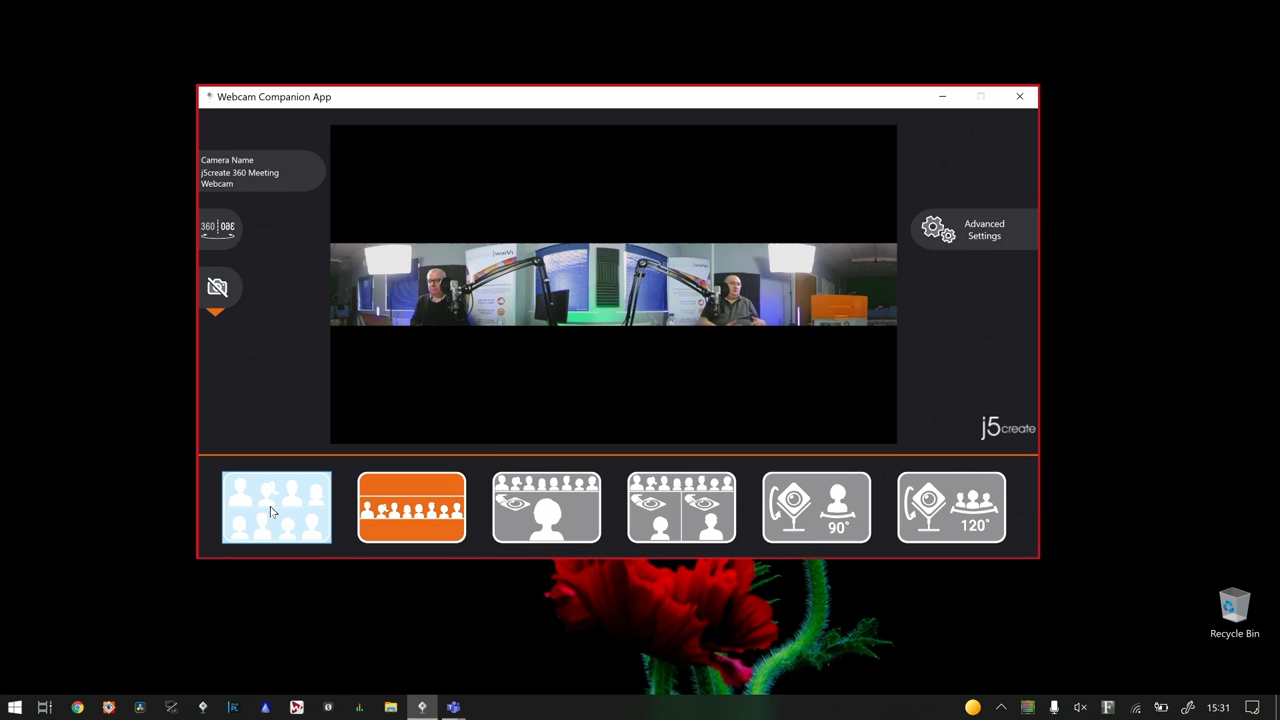 Webcam Companion App
Camera Name
j5create 360 Meeting
Webcam
360 360
Advanced
Settings
j5create
90°
120°
Recycle Bin
15:31